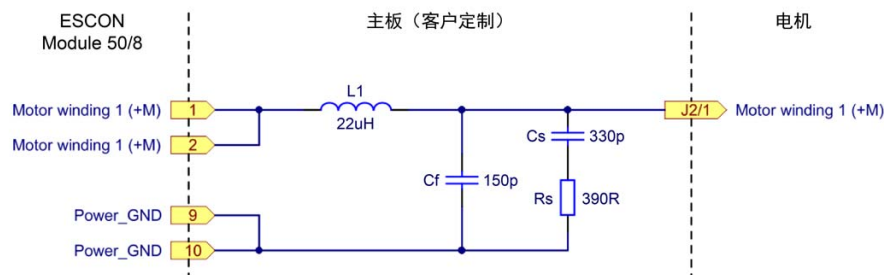 ESCON
Module 50/8
主板（客户定制）
电机
Motor winding 1 (+M)
1
L1
22uH
J2/1
Motor winding 1 (+M)
Motor winding 1 (+M)
2
Cs
330p
Cf
150p
Rs
390R
Power_GND
9
Power_GND
10